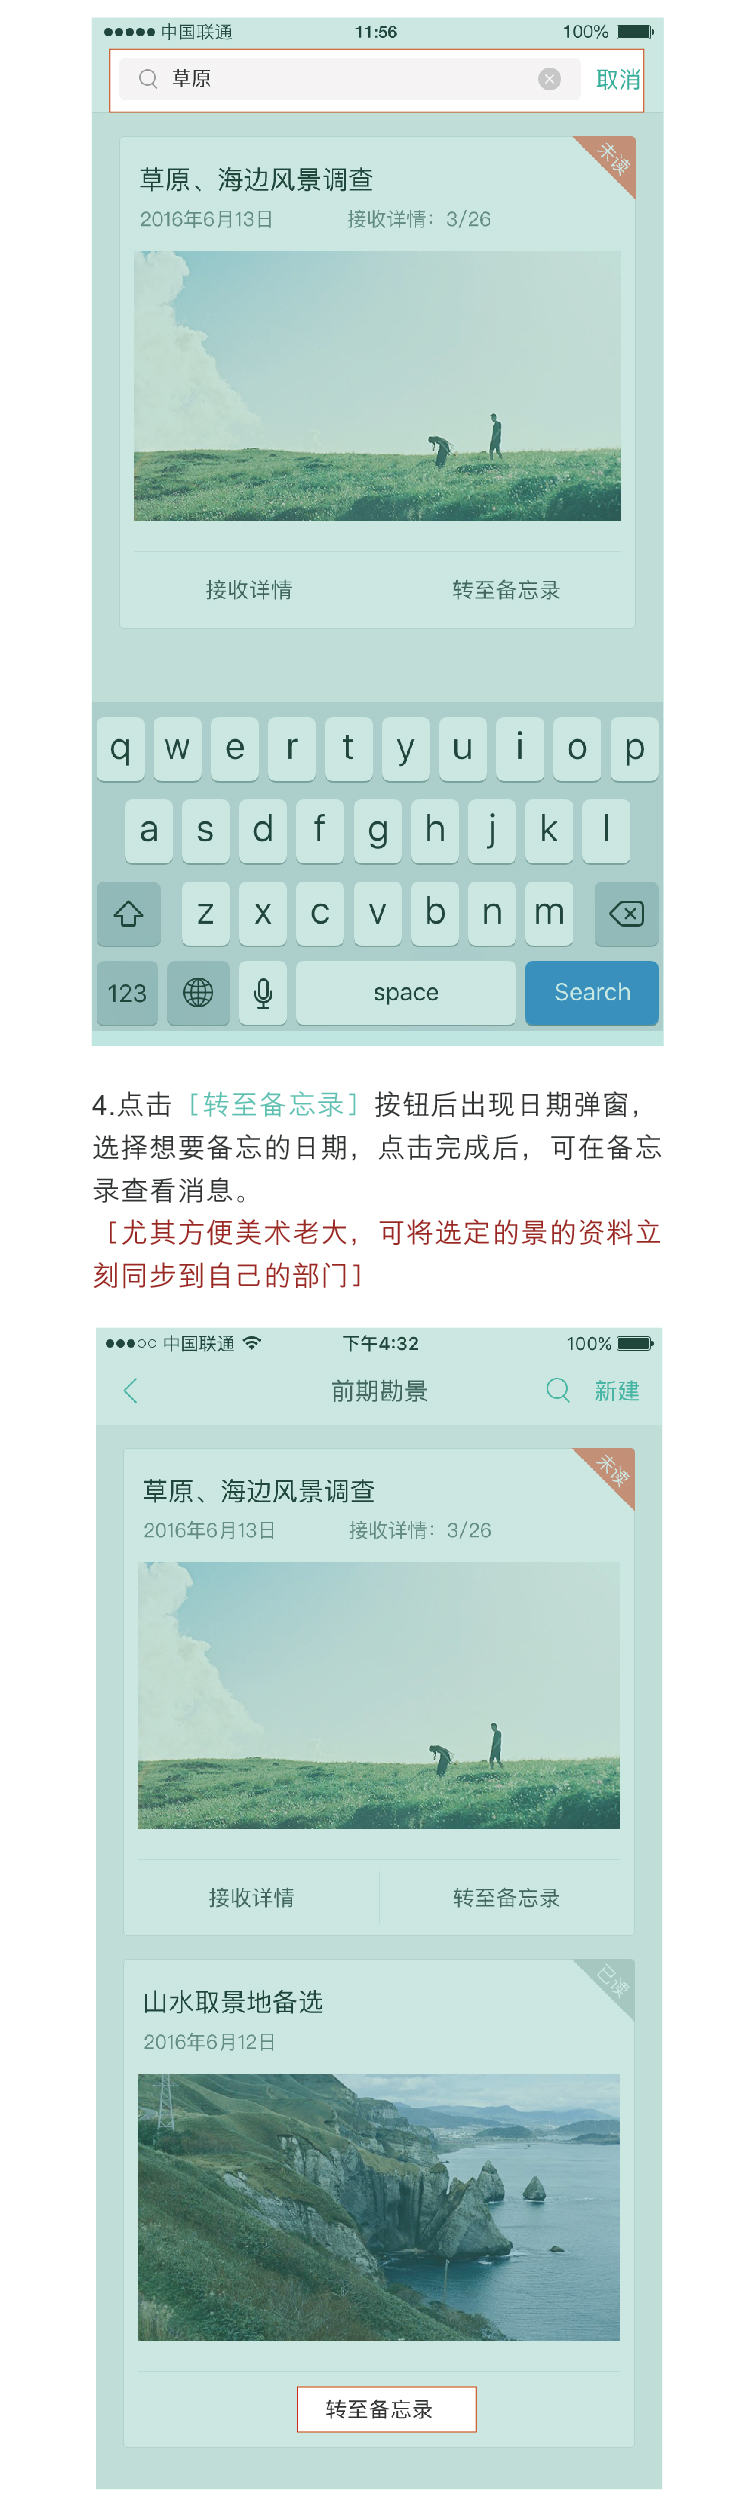 中国联通 11:56 100%
草原 取消
未读
草原、海边风景调查
2016年6月13日 接收详情：3/26
接收详情 转至备忘录
q w e r t y u i o p
a s d f g h j k l
z x c v b n m
123 space Search
4.点击［转至备忘录］按钮后出现日期弹窗，
选择想要备忘的日期，点击完成后，可在备忘
录查看消息。
［尤其方便美术老大，可将选定的景的资料立
刻同步到自己的部门］
中国联通 下午4:32 100%
前期勘景 新建
未读
草原、海边风景调查
2016年6月13日 接收详情：3/26
接收详情 转至备忘录
已读
山水取景地备选
2016年6月12日
转至备忘录